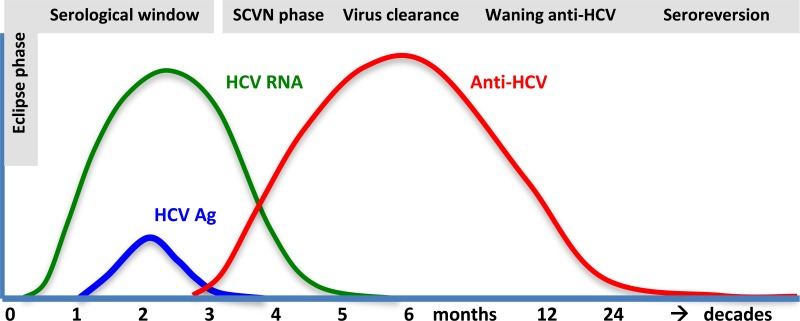 Serological window SCVN phase Virus clearance Waning anti-HCV Seroreversion
Eclipse phase
HCV RNA
Anti-HCV
HCV Ag
0 1 2 3 4 5 6 months 12 24 → decades